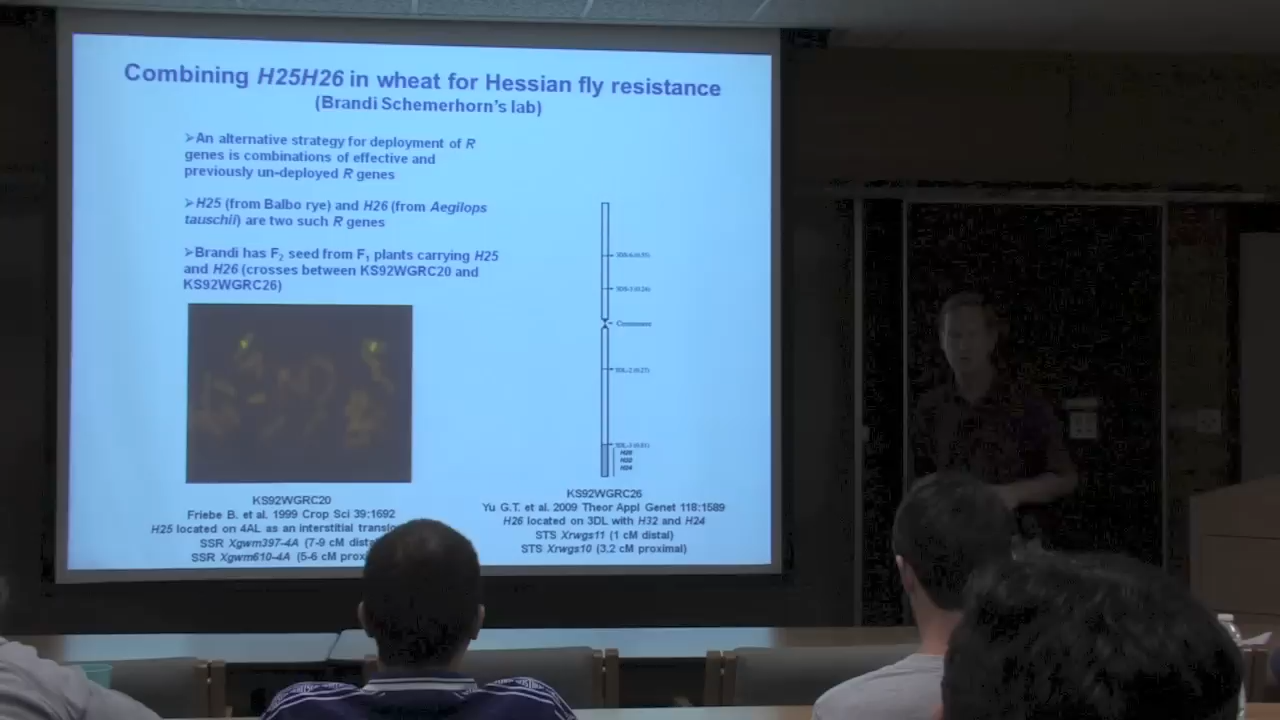 Combining H25H26 in wheat for Hessian fly resistance
(Brandi Schemerhorn's lab)
➢An alternative strategy for deployment of R
genes is combinations of effective and
previously un-deployed R genes
➢H25 (from Balbo rye) and H26 (from Aegilops
tauschii) are two such R genes
➢Brandi has F2 seed from F1 plants carrying H25
and H26 (crosses between KS92WGRC20 and
KS92WGRC26)
KS92WGRC20
Friebe B. et al. 1999 Crop Sci 39:1692
H25 located on 4AL as an interstitial
SSR Xgwm397-4A (7-9 cM
SSR Xgwm610-4A (5-6 cM
Centromere
H26
H32
H24
KS92WGRC26
Yu G.T. et al. 2009 Theor Appl Genet 118:1589
H26 located on 3DL with H32 and H24
STS Xrwgs11 (1 cM distal)
STS Xrwgs10 (3.2 cM proximal)